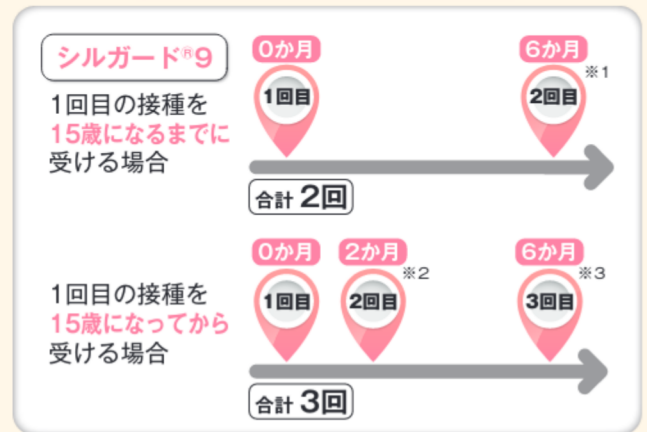 シルガード®9
1回目の接種を
15歳になるまでに
受ける場合
0か月
1回目
6か月
※1
2回目
合計 2回
1回目の接種を
15歳になってから
受ける場合
0か月
1回目
2か月
※2
2回目
6か月
※3
3回目
合計 3回